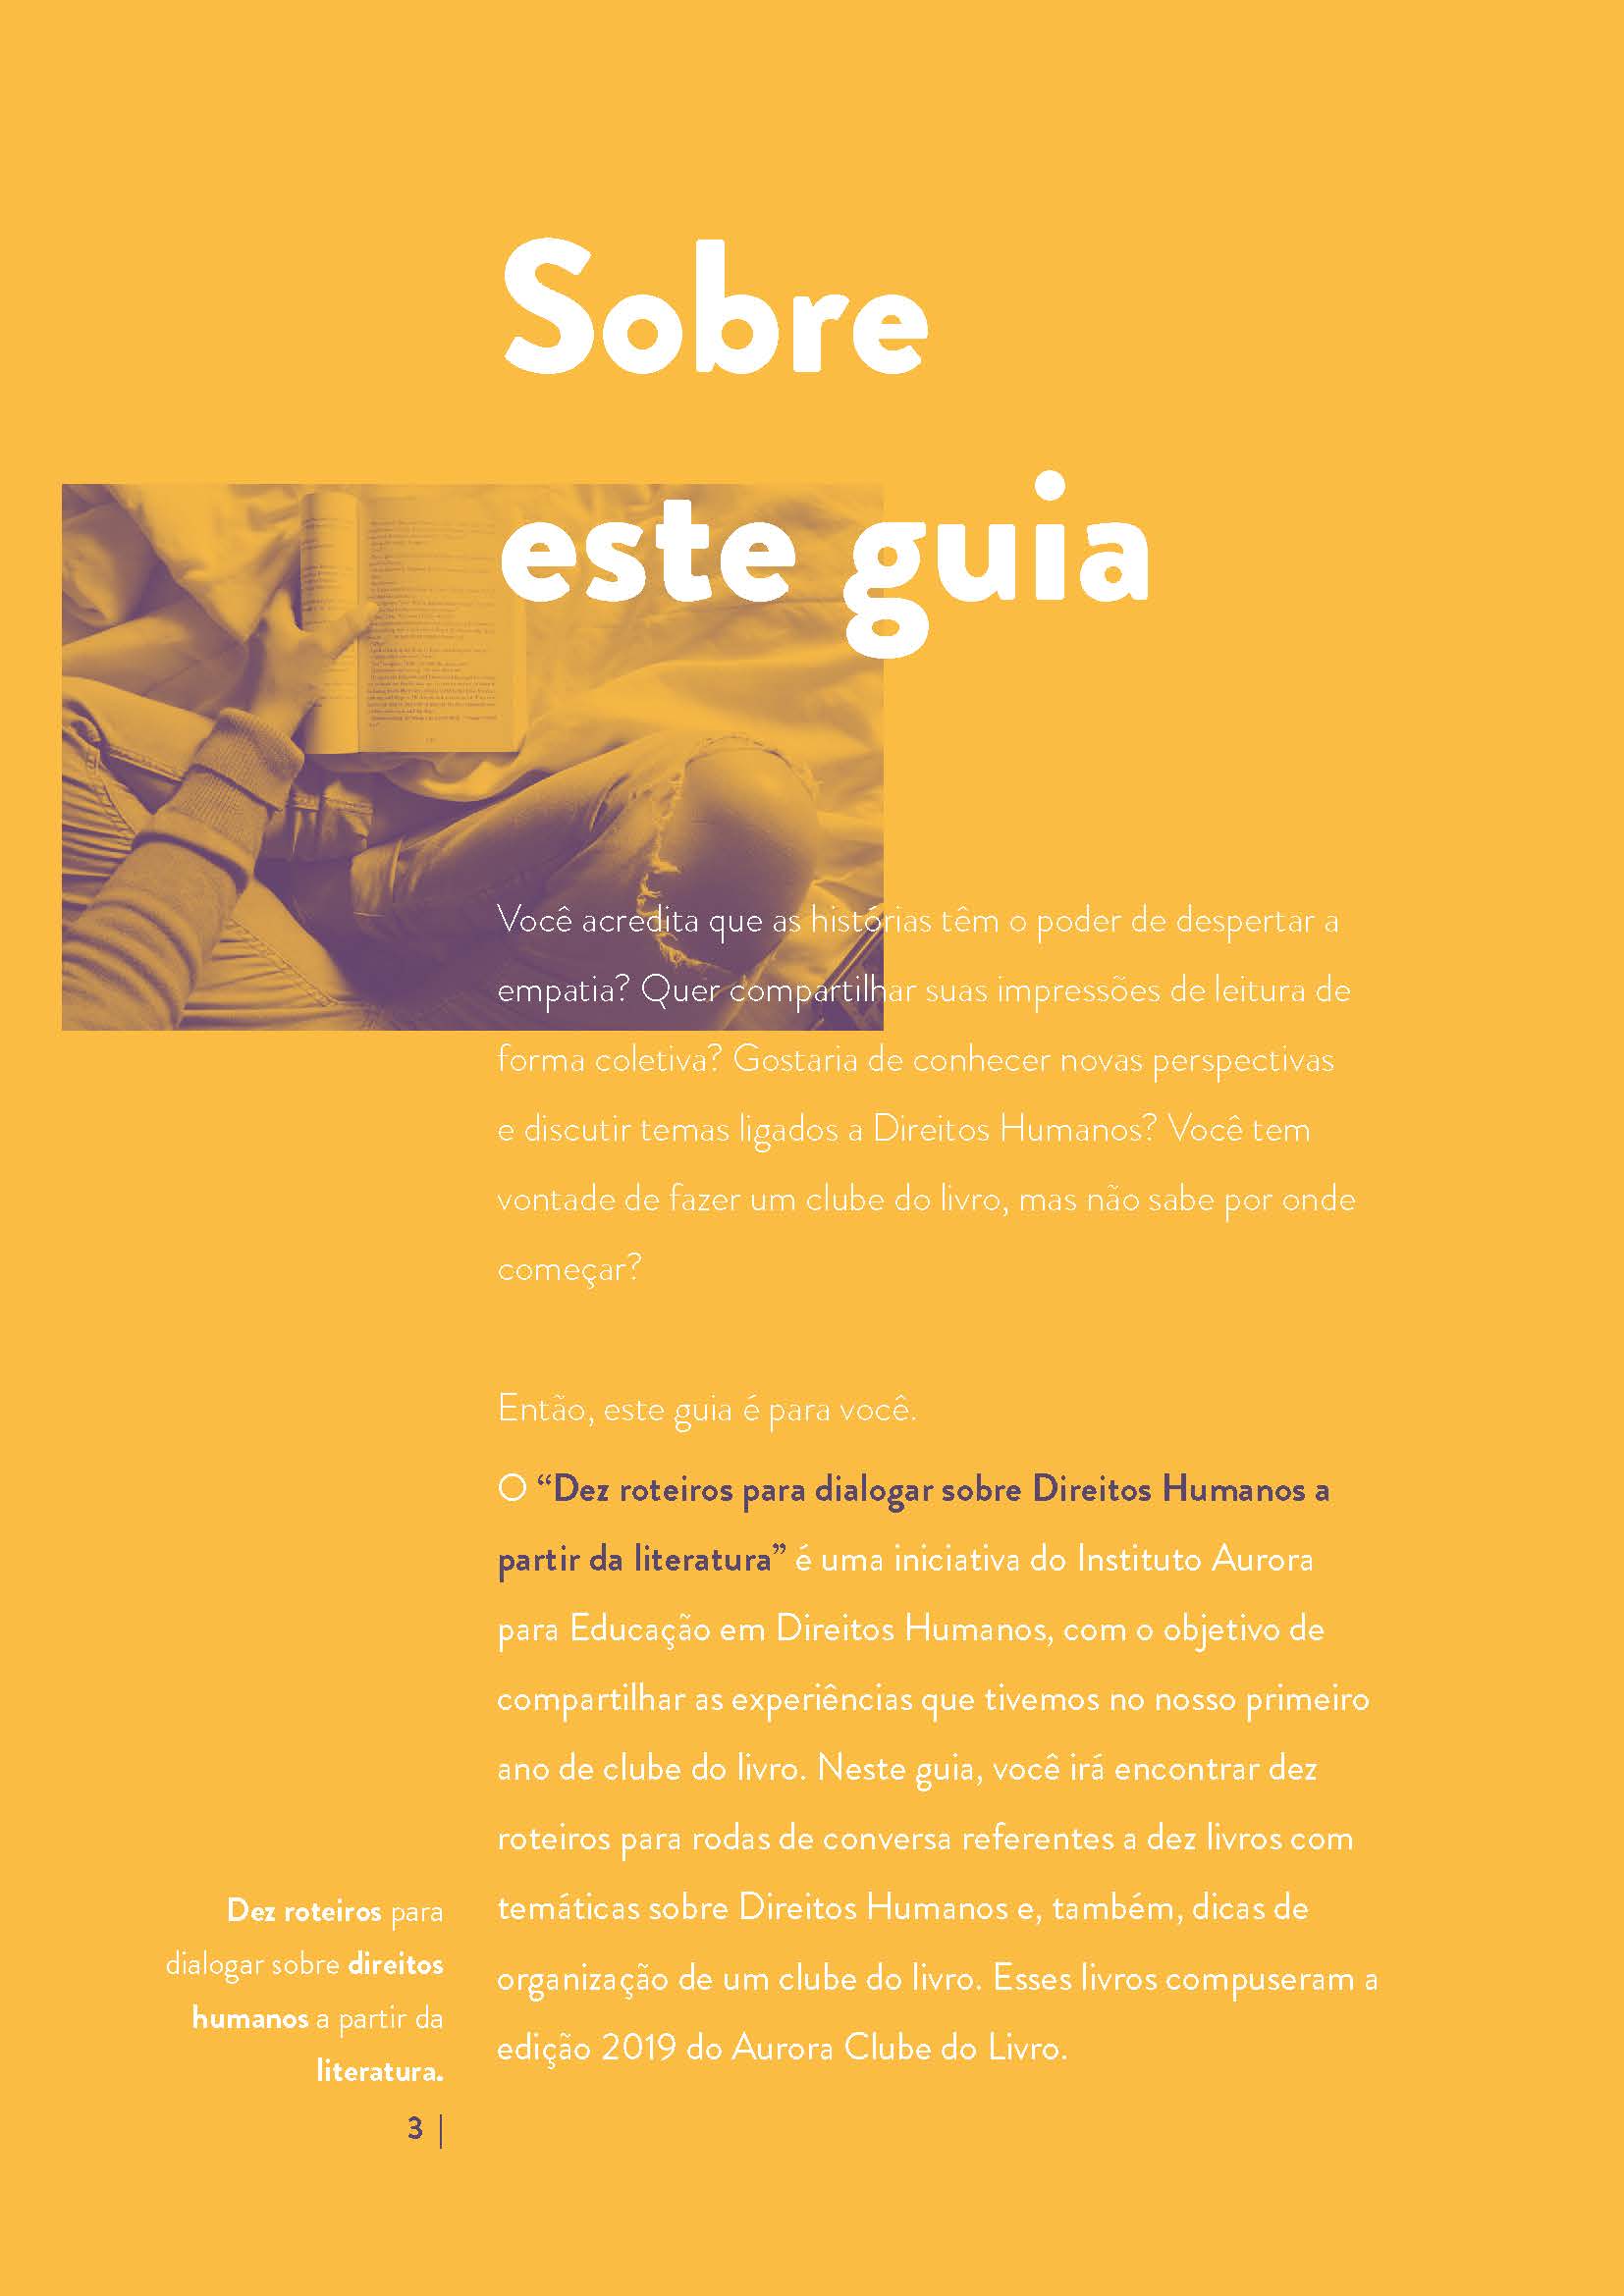 Sobre
este guia
Você acredita que as histórias têm o poder de despertar a
empatia? Quer compartilhar suas impressões de leitura de
forma coletiva? Gostaria de conhecer novas perspectivas
e discutir temas ligados a Direitos Humanos? Você tem
vontade de fazer um clube do livro, mas não sabe por onde
começar?
Então, este guia é para você.
O “Dez roteiros para dialogar sobre Direitos Humanos a
partir da literatura” é uma iniciativa do Instituto Aurora
para Educação em Direitos Humanos, com o objetivo de
compartilhar as experiências que tivemos no nosso primeiro
ano de clube do livro. Neste guia, você irá encontrar dez
roteiros para rodas de conversa referentes a dez livros com
temáticas sobre Direitos Humanos e, também, dicas de
organização de um clube do livro. Esses livros compuseram a
edição 2019 do Aurora Clube do Livro.
Dez roteiros para
dialogar sobre direitos
humanos a partir da
literatura.
3 |